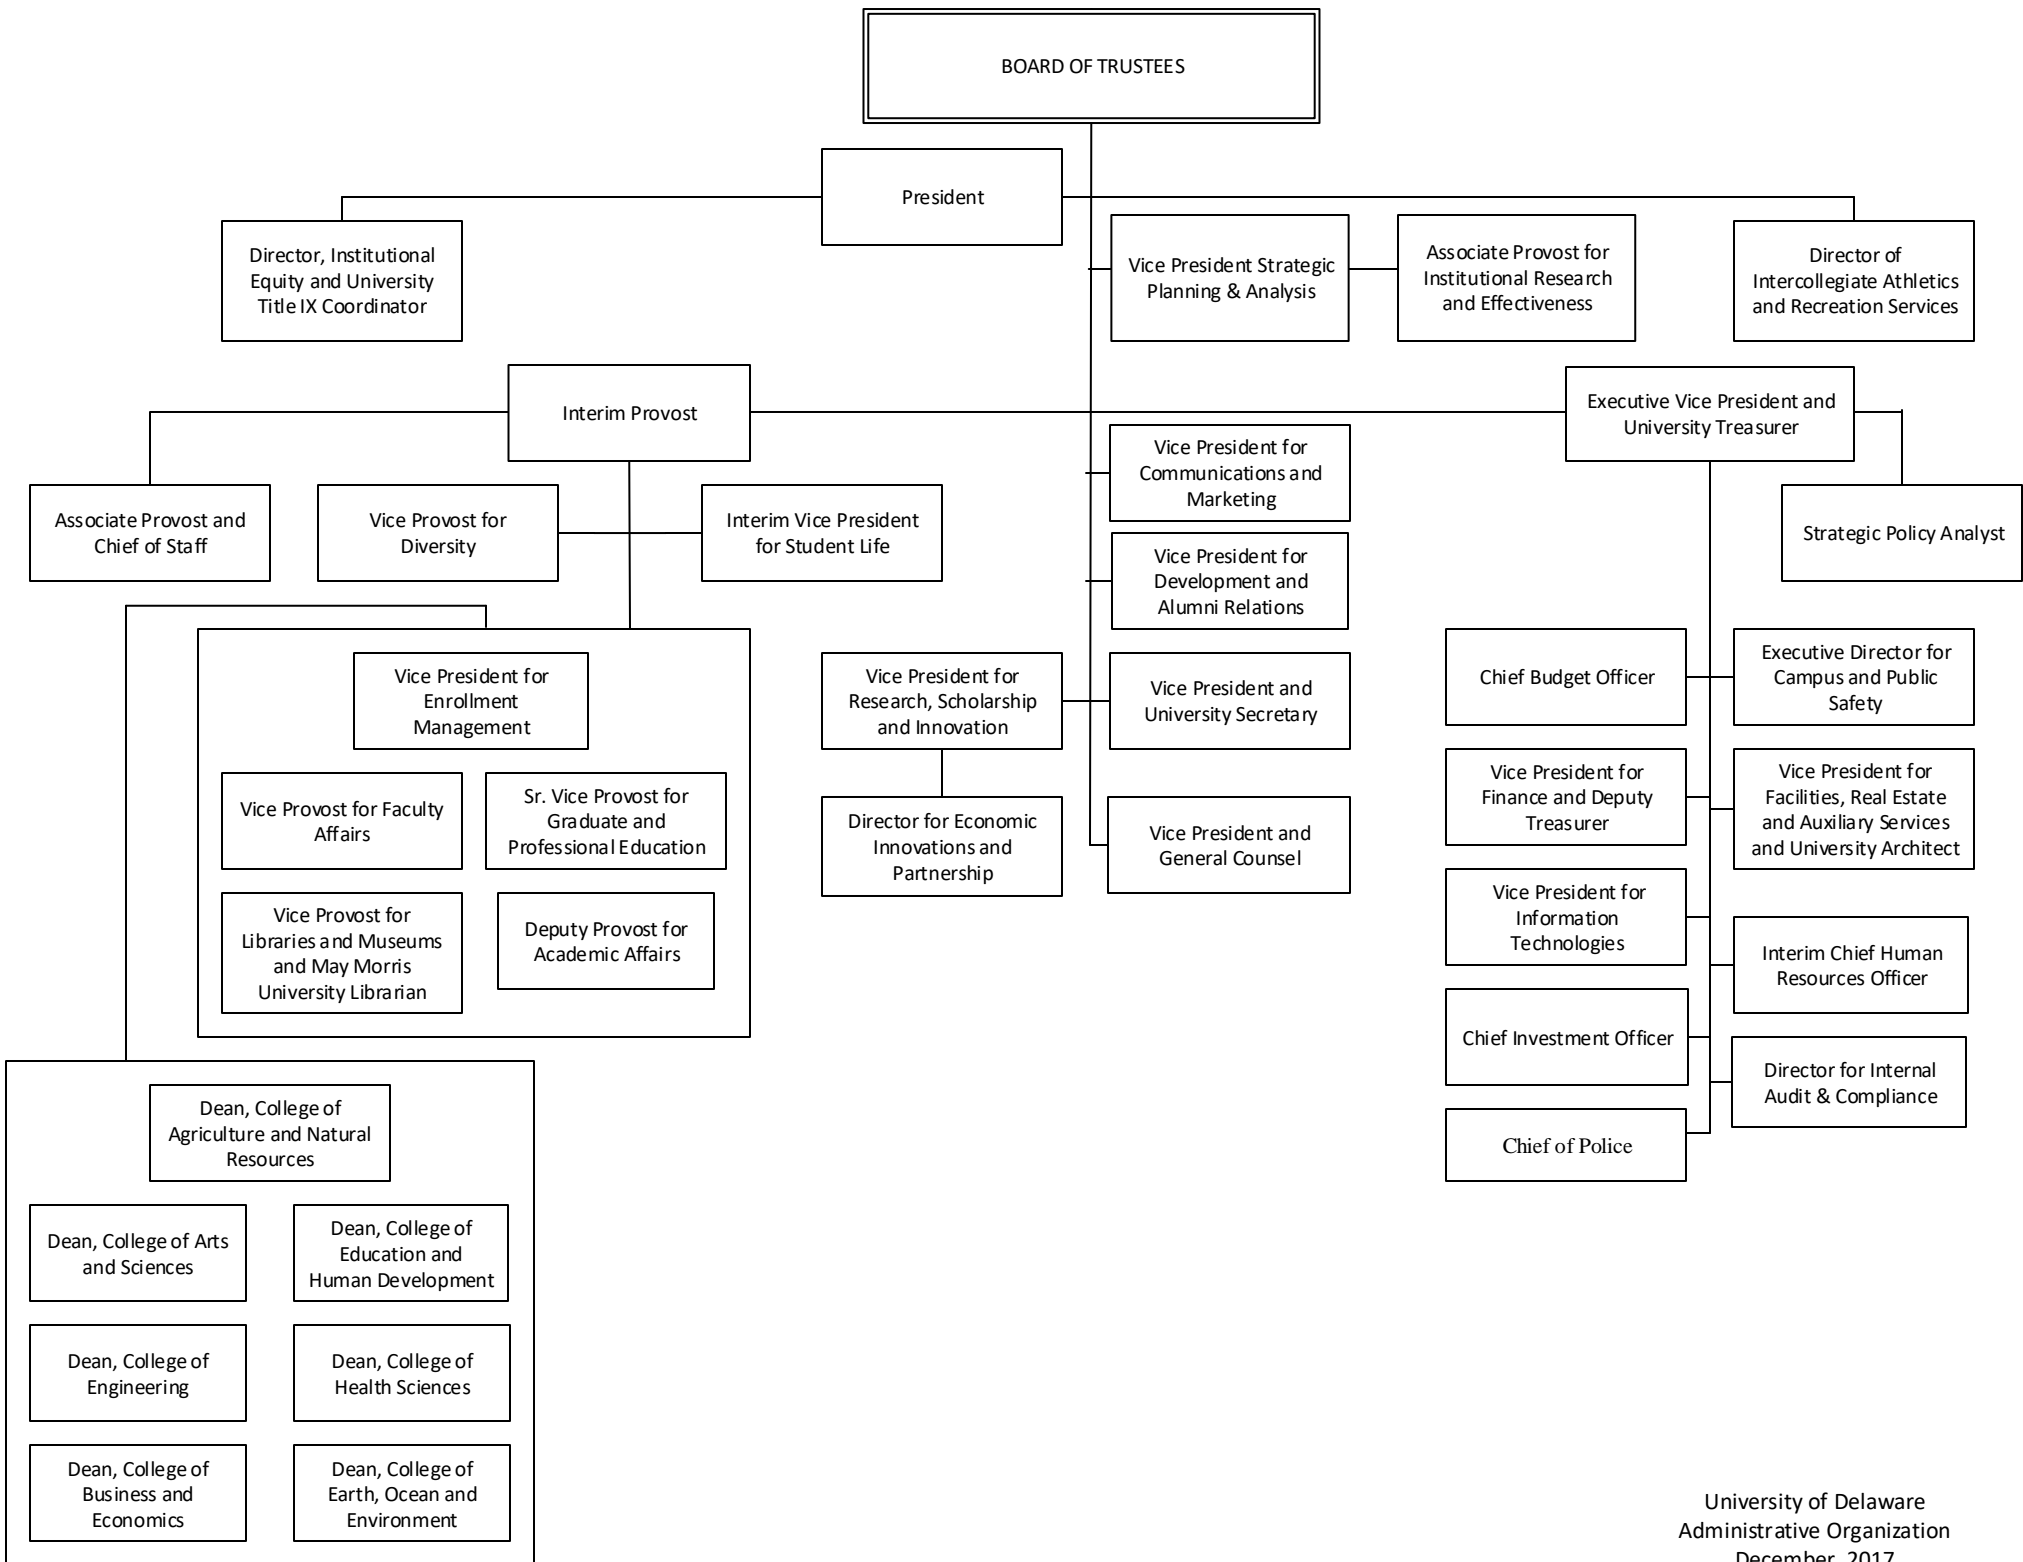 BOARD OF TRUSTEES
President
Director, Institutional
Equity and University
Title IX Coordinator
Vice President Strategic
Planning & Analysis
Associate Provost for
Institutional Research
and Effectiveness
Director of
Intercollegiate Athletics
and Recreation Services
Interim Provost
Executive Vice President and
University Treasurer
Associate Provost and
Chief of Staff
Vice Provost for
Diversity
Interim Vice President
for Student Life
Vice President for
Communications and
Marketing
Strategic Policy Analyst
Vice President for
Development and
Alumni Relations
Vice President for
Enrollment
Management
Vice Provost for Faculty
Affairs
Sr. Vice Provost for
Graduate and
Professional Education
Vice Provost for
Libraries and Museums
and May Morris
University Librarian
Deputy Provost for
Academic Affairs
Vice President for
Research, Scholarship
and Innovation
Vice President and
University Secretary
Director for Economic
Innovations and
Partnership
Vice President and
General Counsel
Chief Budget Officer
Executive Director for
Campus and Public
Safety
Vice President for
Finance and Deputy
Treasurer
Vice President for
Facilities, Real Estate
and Auxiliary Services
and University Architect
Vice President for
Information
Technologies
Interim Chief Human
Resources Officer
Chief Investment Officer
Director for Internal
Audit & Compliance
Chief of Police
Dean, College of
Agriculture and Natural
Resources
Dean, College of Arts
and Sciences
Dean, College of
Education and
Human Development
Dean, College of
Engineering
Dean, College of
Health Sciences
Dean, College of
Business and
Economics
Dean, College of
Earth, Ocean and
Environment
University of Delaware
Administrative Organization
December, 2017